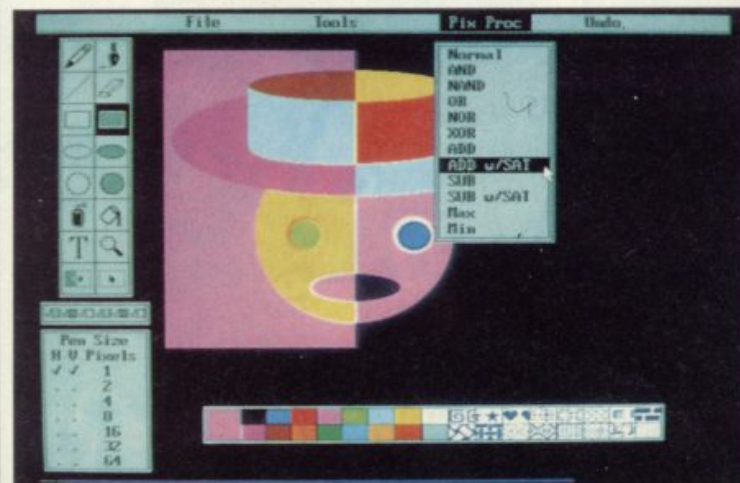 File Tools Pix Proc Undo
Normal
AND
NAND
OR
NOR
XOR
ADD
ADD w/SAT
SUB
SUB w/SAT
Max
Min
T
Pen Size
H V Pixels
✓ ✓ 1
2
4
8
16
32
64